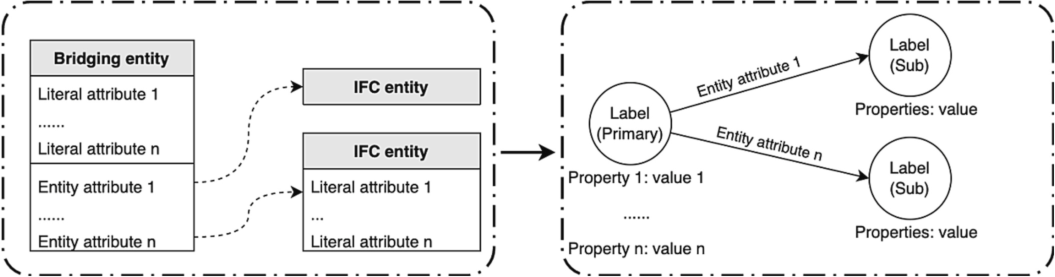 Bridging entity
Literal attribute 1
......
Literal attribute n
Entity attribute 1
......
Entity attribute n
IFC entity
IFC entity
Literal attribute 1
...
Literal attribute n
Label
(Primary)
Property 1: value 1
......
Property n: value n
Entity attribute 1
Entity attribute n
Label
(Sub)
Properties: value
Label
(Sub)
Properties: value